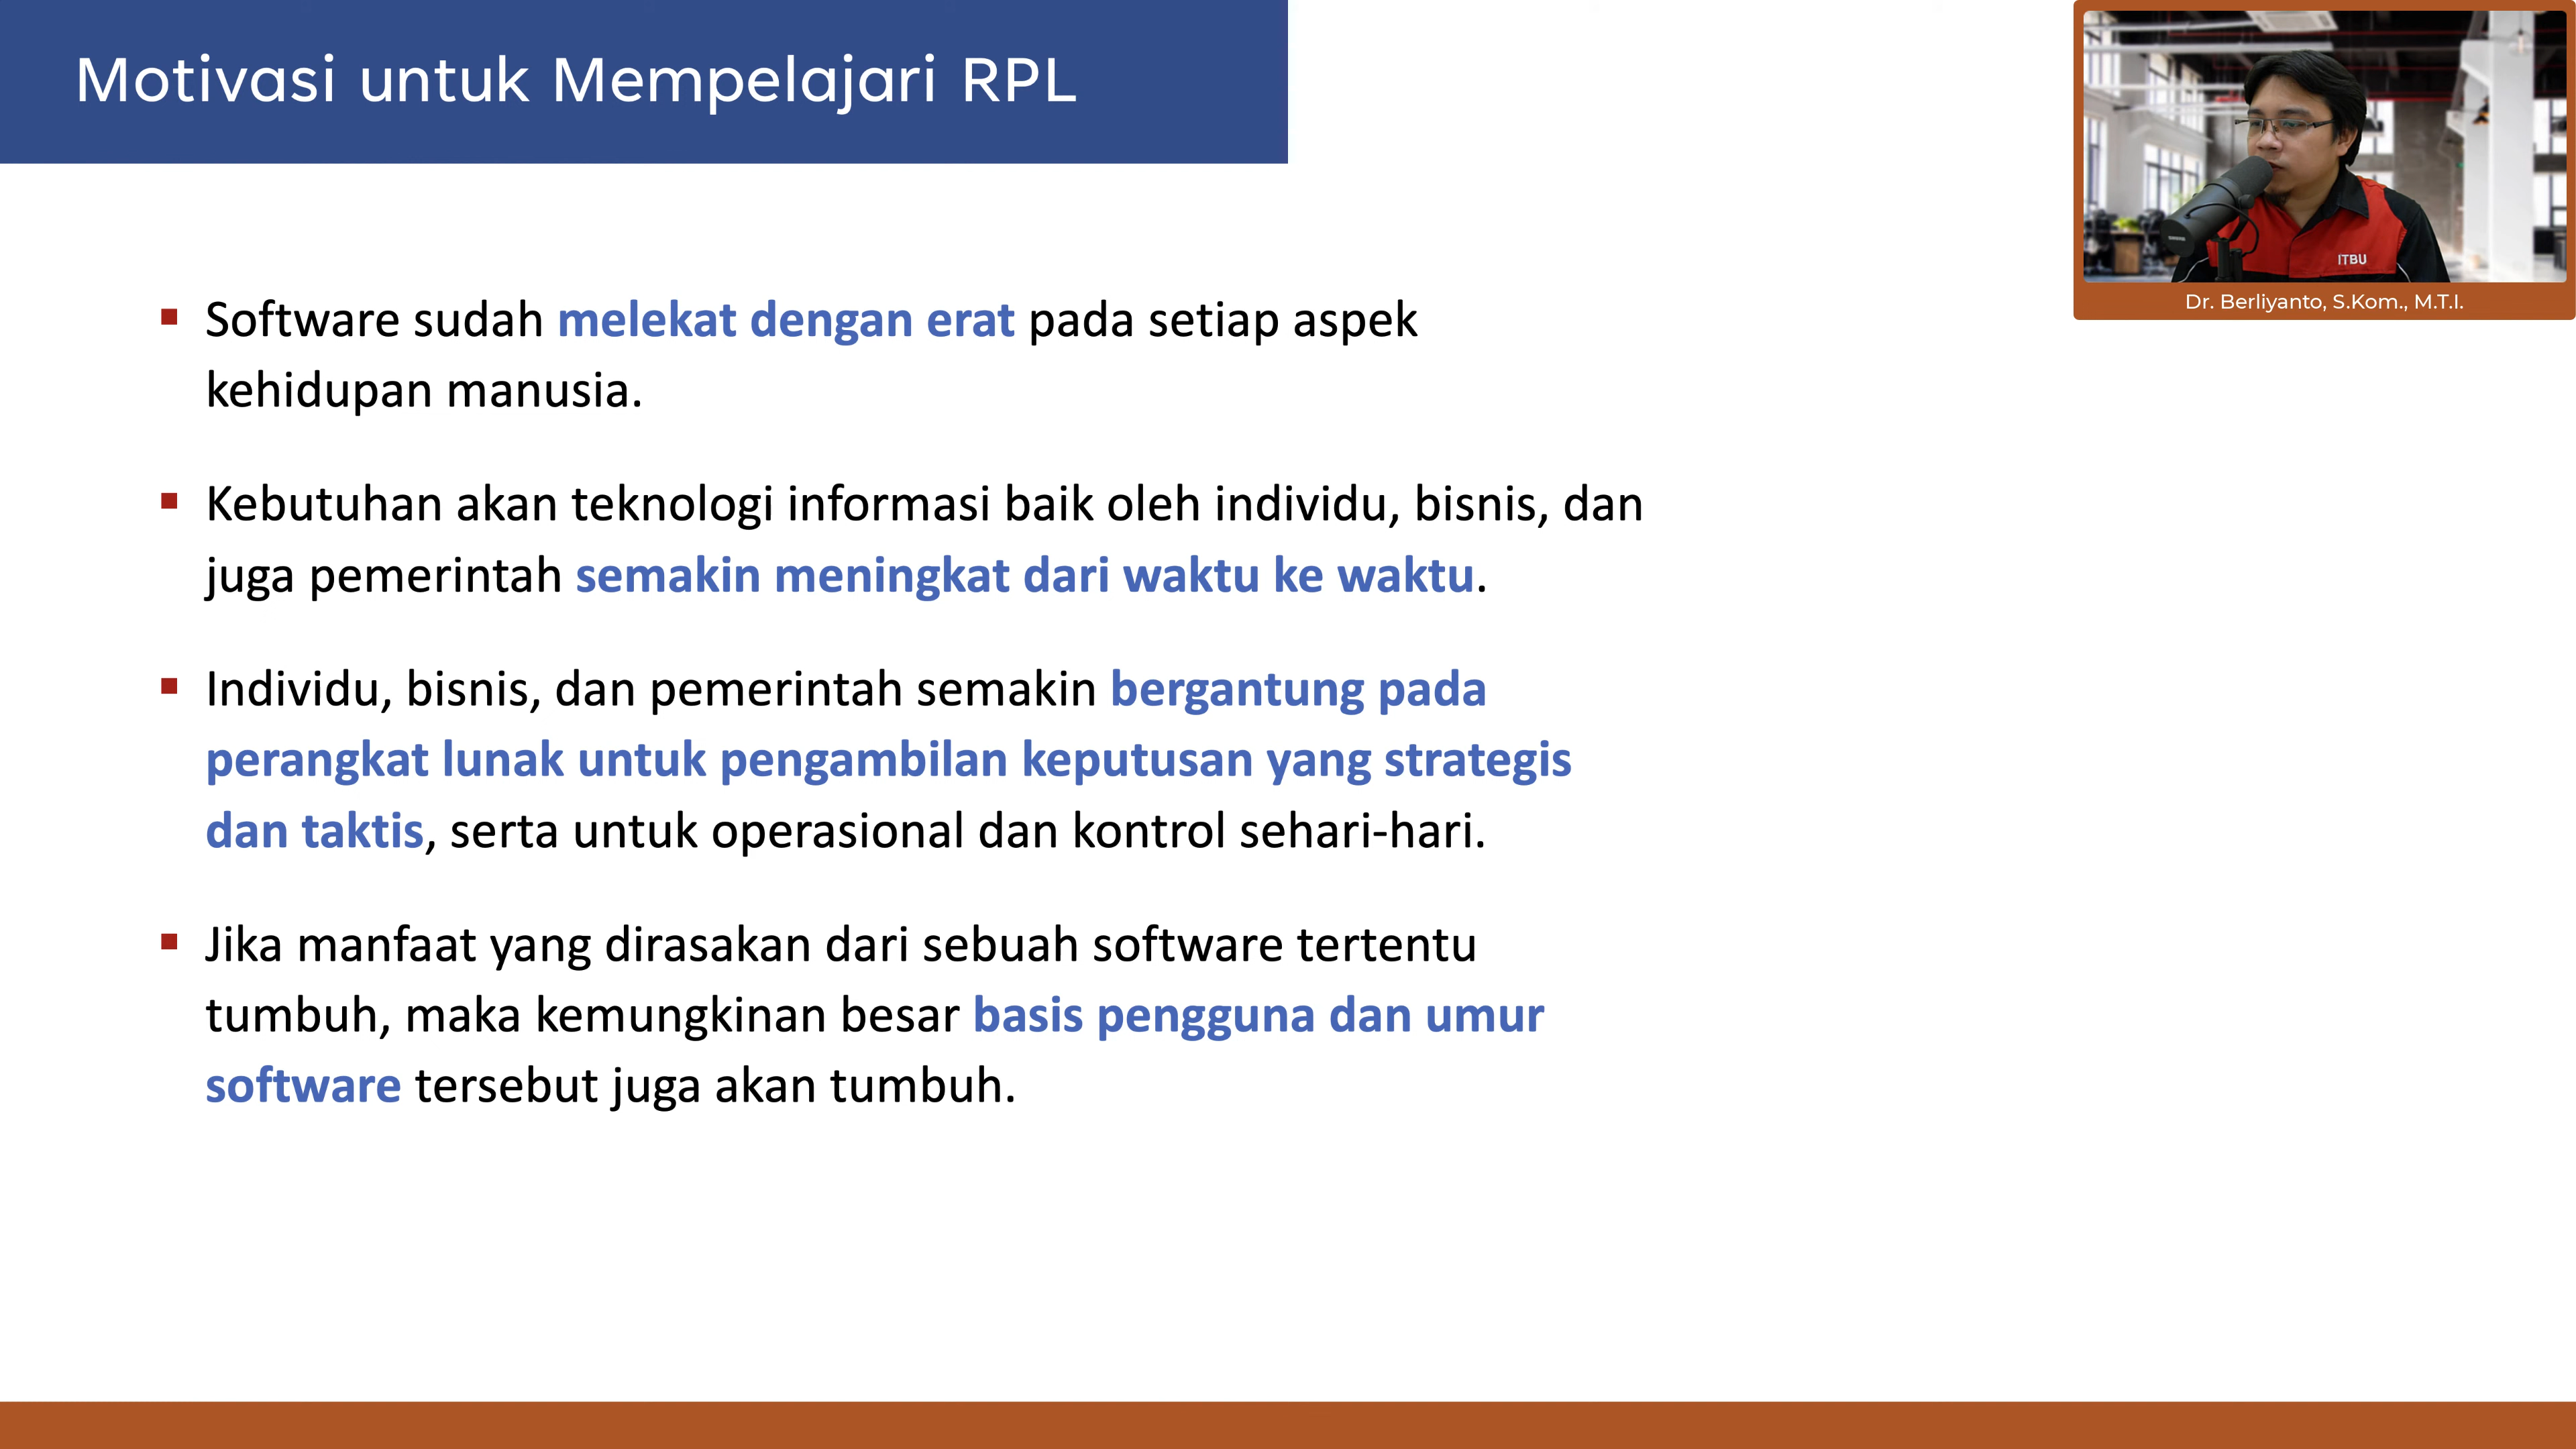 Motivasi untuk Mempelajari RPL
ITBU
Dr. Berliyanto, S.Kom., M.T.I.
▪ Software sudah melekat dengan erat pada setiap aspek
kehidupan manusia.
▪ Kebutuhan akan teknologi informasi baik oleh individu, bisnis, dan
juga pemerintah semakin meningkat dari waktu ke waktu.
▪ Individu, bisnis, dan pemerintah semakin bergantung pada
perangkat lunak untuk pengambilan keputusan yang strategis
dan taktis, serta untuk operasional dan kontrol sehari-hari.
▪ Jika manfaat yang dirasakan dari sebuah software tertentu
tumbuh, maka kemungkinan besar basis pengguna dan umur
software tersebut juga akan tumbuh.